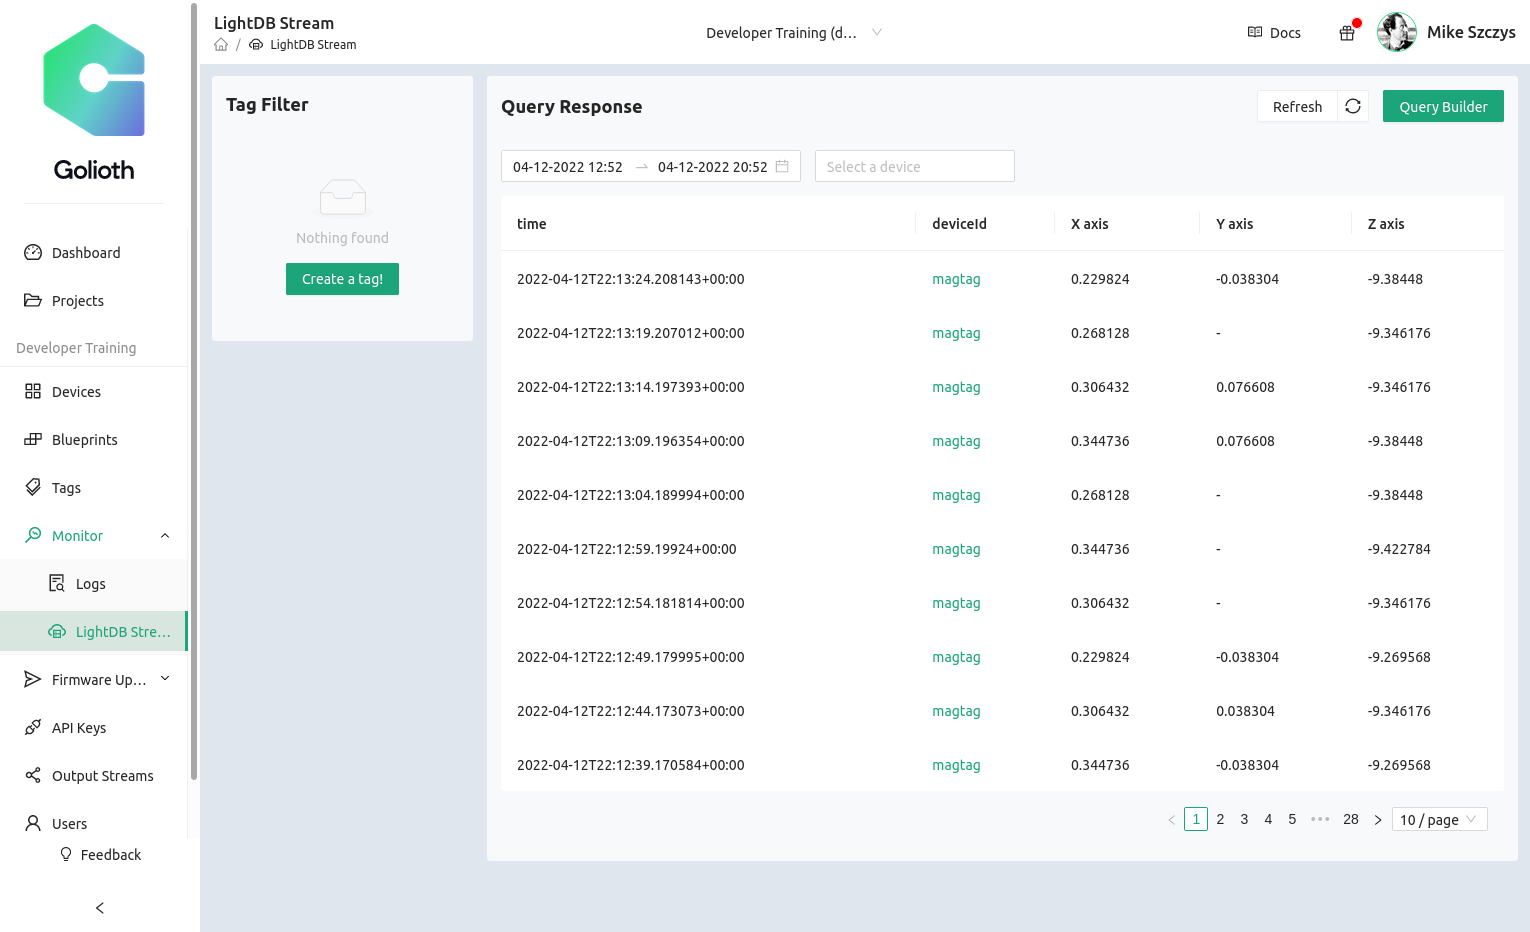 Golioth
Dashboard
Projects
Developer Training
Devices
Blueprints
Tags
Monitor
Logs
LightDB Stre...
Firmware Up...
API Keys
Output Streams
Users
Feedback
LightDB Stream
/ LightDB Stream
Developer Training (d...
Docs
Mike Szczys
Tag Filter
Nothing found
Create a tag!
Query Response
Refresh
Query Builder
04-12-2022 12:52 → 04-12-2022 20:52
Select a device
time deviceId X axis Y axis Z axis
2022-04-12T22:13:24.208143+00:00 magtag 0.229824 -0.038304 -9.38448
2022-04-12T22:13:19.207012+00:00 magtag 0.268128 - -9.346176
2022-04-12T22:13:14.197393+00:00 magtag 0.306432 0.076608 -9.346176
2022-04-12T22:13:09.196354+00:00 magtag 0.344736 0.076608 -9.38448
2022-04-12T22:13:04.189994+00:00 magtag 0.268128 - -9.38448
2022-04-12T22:12:59.19924+00:00 magtag 0.344736 - -9.422784
2022-04-12T22:12:54.181814+00:00 magtag 0.306432 - -9.346176
2022-04-12T22:12:49.179995+00:00 magtag 0.229824 -0.038304 -9.269568
2022-04-12T22:12:44.173073+00:00 magtag 0.306432 0.038304 -9.346176
2022-04-12T22:12:39.170584+00:00 magtag 0.344736 -0.038304 -9.269568
< 1 2 3 4 5 ••• 28 > 10 / page